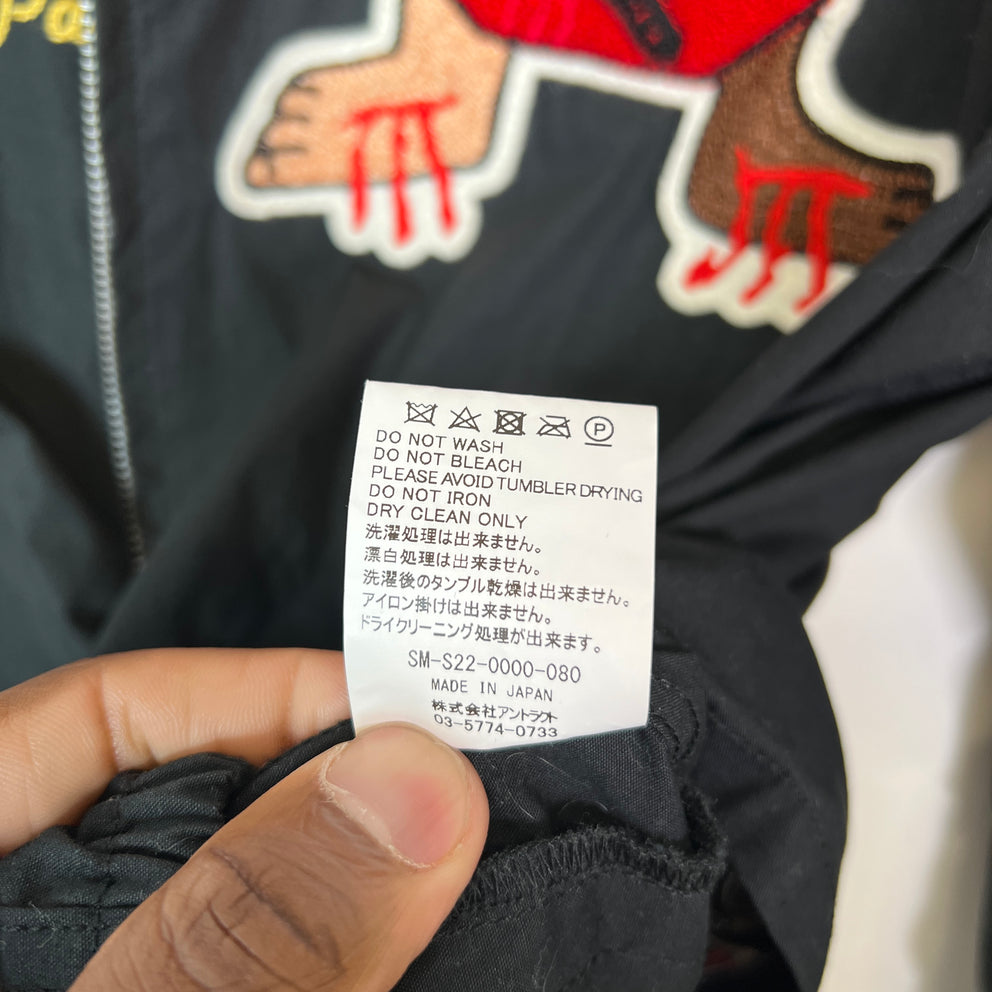 Pa
P
DO NOT WASH
DO NOT BLEACH
PLEASE AVOID TUMBLER DRYING
DO NOT IRON
DRY CLEAN ONLY
洗濯処理は出来ません。
漂白処理は出来ません。
洗濯後のタンブル乾燥は出来ません。
アイロン掛けは出来ません。
ドライクリーニング処理が出来ます。
SM-S22-0000-080
MADE IN JAPAN
株式会社アントラクト
03-5774-0733